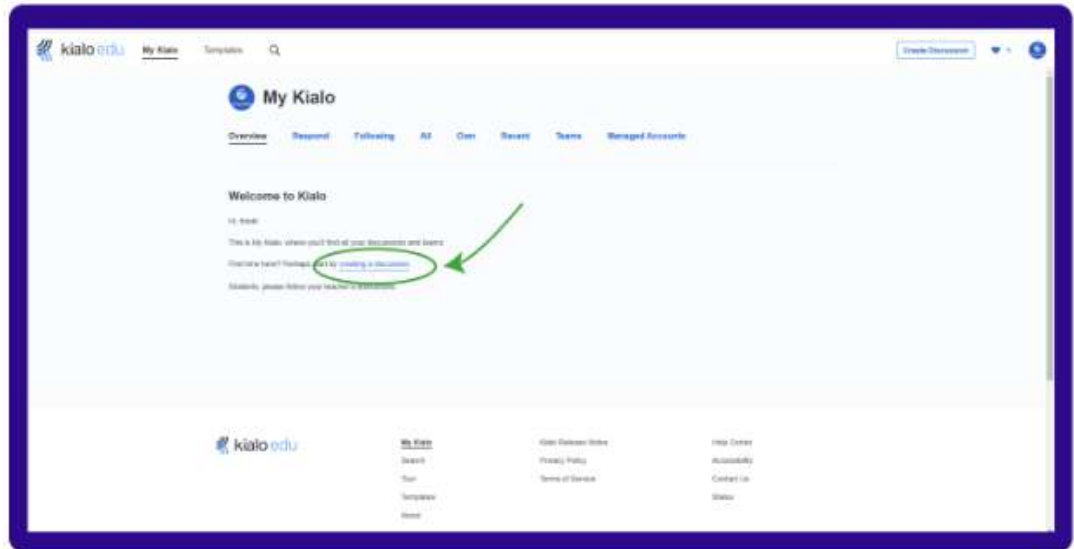 kialo edu My Kialo Templates Create Discussion
My Kialo
Overview Respond Following All Own Recent Teams Managed Accounts
Welcome to Kialo
Hi,
This is My Kialo, where you'll find all your discussions and teams
First time here? Perhaps start by creating a discussion
Students, please follow your teacher's instructions
kialo edu
My Kialo Kialo Release Notes Help Center
Search Privacy Policy Accessibility
Tour Terms of Service Contact Us
Templates Status
About